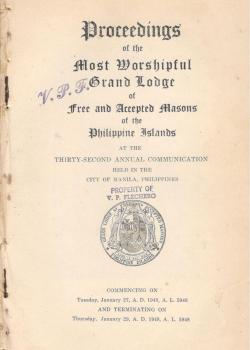 Proceedings
of the
Most Worshipful
Grand Lodge
V. P. F.
of
Free and Accepted Masons
of the
Philippine Islands
AT THE
THIRTY-SECOND ANNUAL COMMUNICATION
HELD IN THE
CITY OF MANILA, PHILIPPINES
PROPERTY OF
V. P. FLECHERO
COMMENCING ON
Tuesday, January 27, A. D. 1948, A. L. 5948
AND TERMINATING ON
Thursday, January 29, A. D. 1948, A. L. 5948